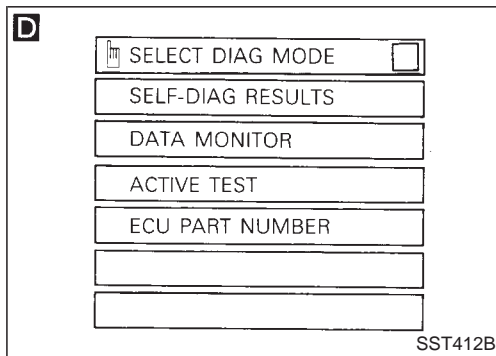 D
SELECT DIAG MODE
SELF-DIAG RESULTS
DATA MONITOR
ACTIVE TEST
ECU PART NUMBER
SST412B